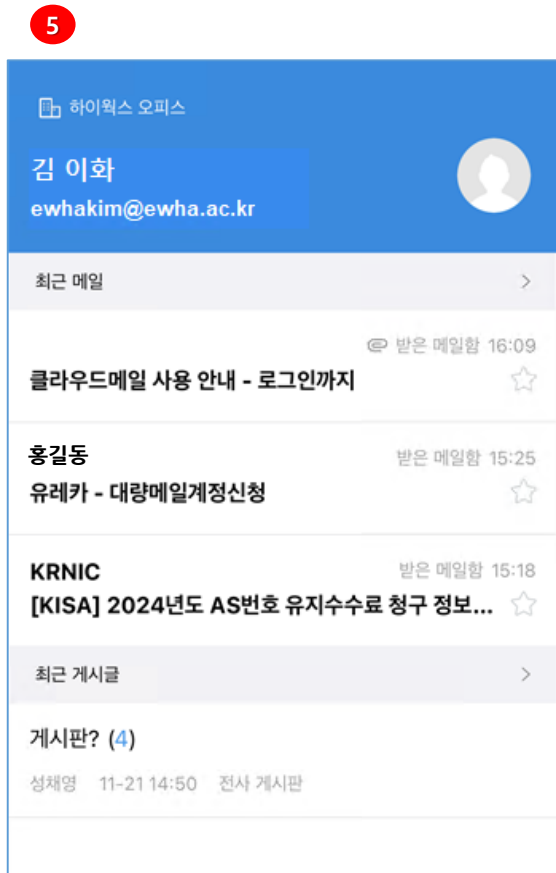 5
하이웍스 오피스
김 이화
ewhakim@ewha.ac.kr
최근 메일
받은 메일함 16:09
클라우드메일 사용 안내 - 로그인까지
홍길동 받은 메일함 15:25
유레카 - 대량메일계정신청
KRNIC 받은 메일함 15:18
[KISA] 2024년도 AS번호 유지수수료 청구 정보...
최근 게시글
게시판? (4)
성채영 11-21 14:50 전사 게시판